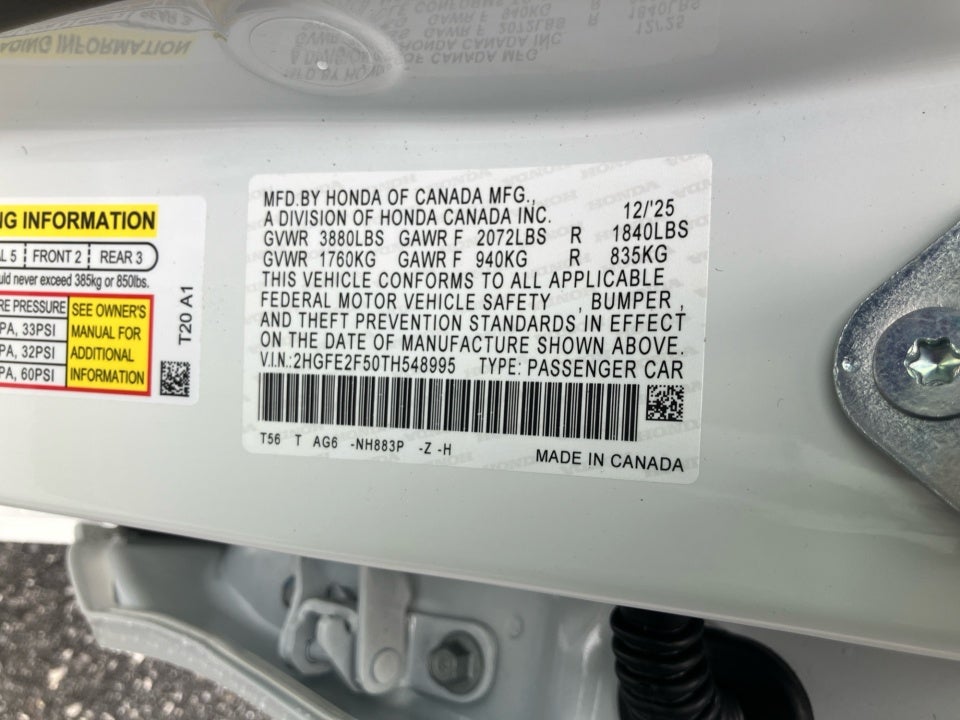 NG INFORMATION
AL 5 FRONT 2 REAR 3
uld never exceed 385kg or 850lbs.
RE PRESSURE SEE OWNER'S
PA, 33PSI MANUAL FOR
PA, 32PSI ADDITIONAL
PA, 60PSI INFORMATION
T20 A1
MFD.BY HONDA OF CANADA MFG.,
A DIVISION OF HONDA CANADA INC. 12/'25
GVWR 3880LBS GAWR F 2072LBS R 1840LBS
GVWR 1760KG GAWR F 940KG R 835KG
THIS VEHICLE CONFORMS TO ALL APPLICABLE
FEDERAL MOTOR VEHICLE SAFETY , BUMPER ,
AND THEFT PREVENTION STANDARDS IN EFFECT
ON THE DATE OF MANUFACTURE SHOWN ABOVE.
V.I.N.:2HGFE2F50TH548995 TYPE: PASSENGER CAR
T56 T AG6 -NH883P -Z -H
MADE IN CANADA